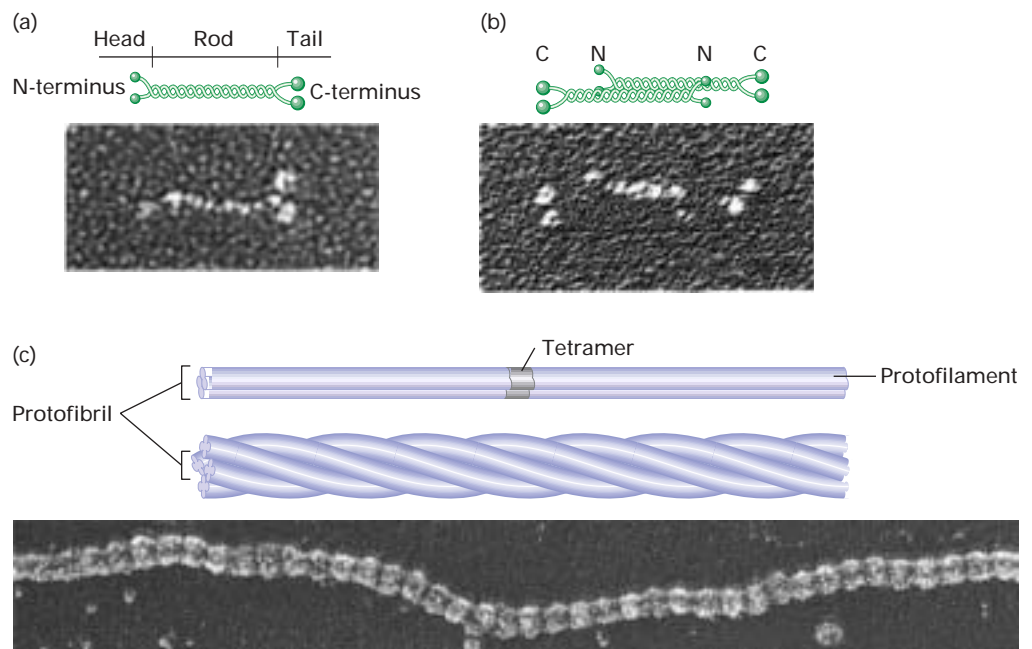 (a)
Head Rod Tail
N-terminus
C-terminus
(b)
C N N C
(c)
Tetramer
Protofilament
Protofibril